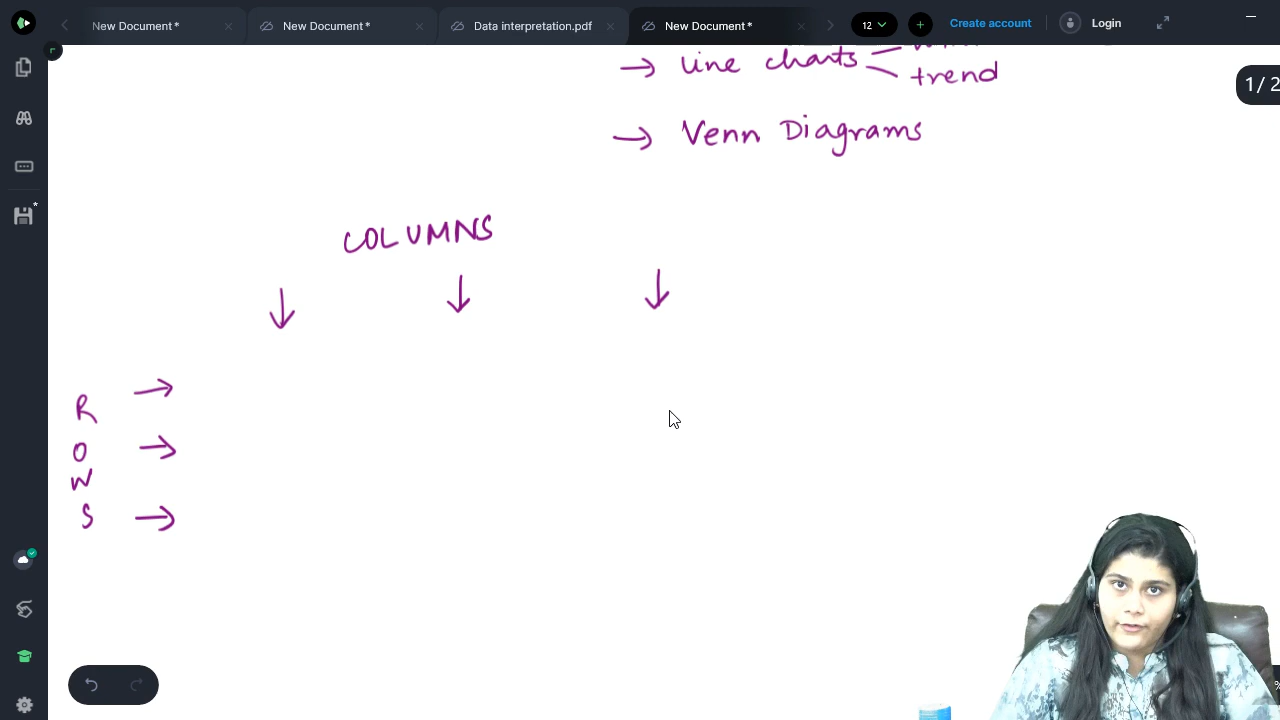 New Document*
New Document*
Data interpretation.pdf
New Document*
12
Create account
Login
1/2
→ Line charts
trend
→ Venn Diagrams
COLUMNS
↓ ↓ ↓
R →
O →
W
S →
%